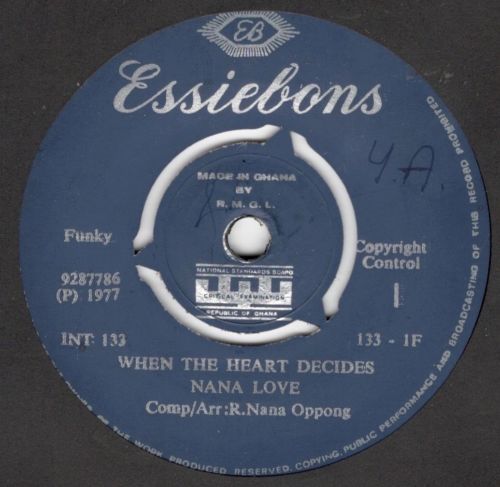 EB
Essiebons
Y.A.
MADE IN GHANA
BY
R. M. G. L.
Funky
Copyright
Control
9287786
(P) 1977
NATIONAL STANDARDS BOARD
CRITICAL EXAMINATION
REPUBLIC OF GHANA
INT: 133
133 - 1F
WHEN THE HEART DECIDES
NANA LOVE
Comp/Arr:R.Nana Oppong
OF THE WORK PRODUCED RESERVED. COPYING, PUBLIC PERFORMANCE AND BROADCASTING OF THIS RECORD PROHIBITED